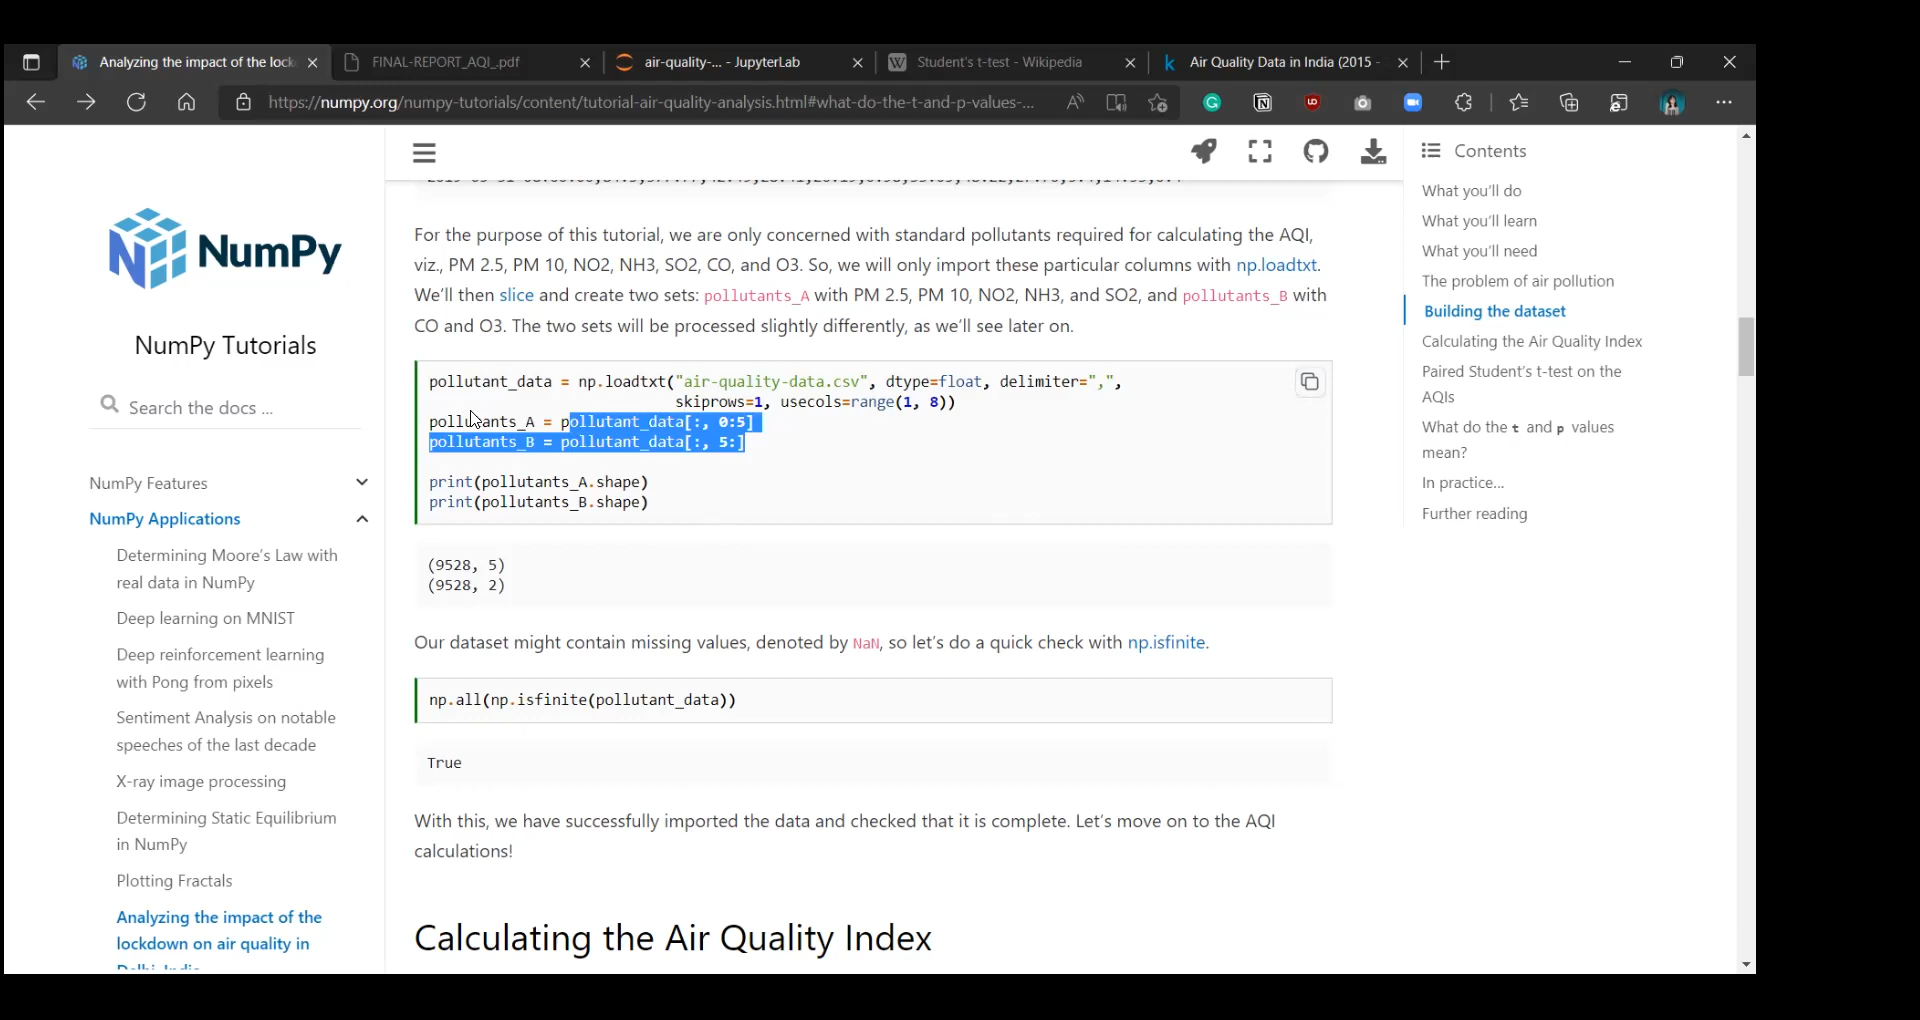 Analyzing the impact of the lock
FINAL-REPORT_AQI_.pdf
air-quality-... - JupyterLab
Student's t-test - Wikipedia
Air Quality Data in India (2015 -
https://numpy.org/numpy-tutorials/content/tutorial-air-quality-analysis.html#what-do-the-t-and-p-values-...
NumPy
NumPy Tutorials
Search the docs ...
NumPy Features
NumPy Applications
Determining Moore's Law with
real data in NumPy
Deep learning on MNIST
Deep reinforcement learning
with Pong from pixels
Sentiment Analysis on notable
speeches of the last decade
X-ray image processing
Determining Static Equilibrium
in NumPy
Plotting Fractals
Analyzing the impact of the
lockdown on air quality in
Delhi, India
For the purpose of this tutorial, we are only concerned with standard pollutants required for calculating the AQI,
viz., PM 2.5, PM 10, NO2, NH3, SO2, CO, and O3. So, we will only import these particular columns with np.loadtxt.
We'll then slice and create two sets: pollutants_A with PM 2.5, PM 10, NO2, NH3, and SO2, and pollutants_B with
CO and O3. The two sets will be processed slightly differently, as we'll see later on.
pollutant_data = np.loadtxt("air-quality-data.csv", dtype=float, delimiter=",",
skiprows=1, usecols=range(1, 8))
pollutants_A = pollutant_data[:, 0:5]
pollutants_B = pollutant_data[:, 5:]
print(pollutants_A.shape)
print(pollutants_B.shape)
(9528, 5)
(9528, 2)
Our dataset might contain missing values, denoted by NaN, so let's do a quick check with np.isfinite.
np.all(np.isfinite(pollutant_data))
True
With this, we have successfully imported the data and checked that it is complete. Let's move on to the AQI
calculations!
Calculating the Air Quality Index
Contents
What you'll do
What you'll learn
What you'll need
The problem of air pollution
Building the dataset
Calculating the Air Quality Index
Paired Student's t-test on the
AQIs
What do the t and p values
mean?
In practice...
Further reading